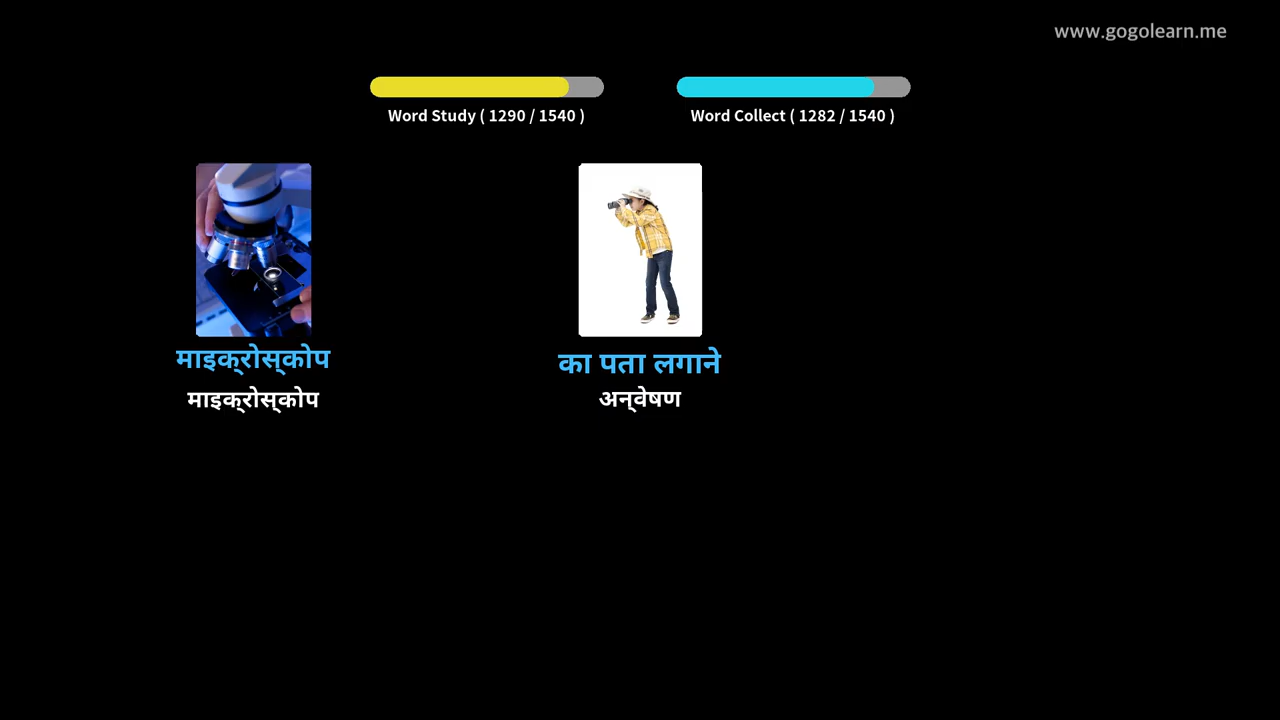 www.gogolearn.me
Word Study ( 1290 / 1540 )
Word Collect ( 1282 / 1540 )
माइक्रोस्कोप
माइक्रोस्कोप
का पता लगाने
अन्वेषण